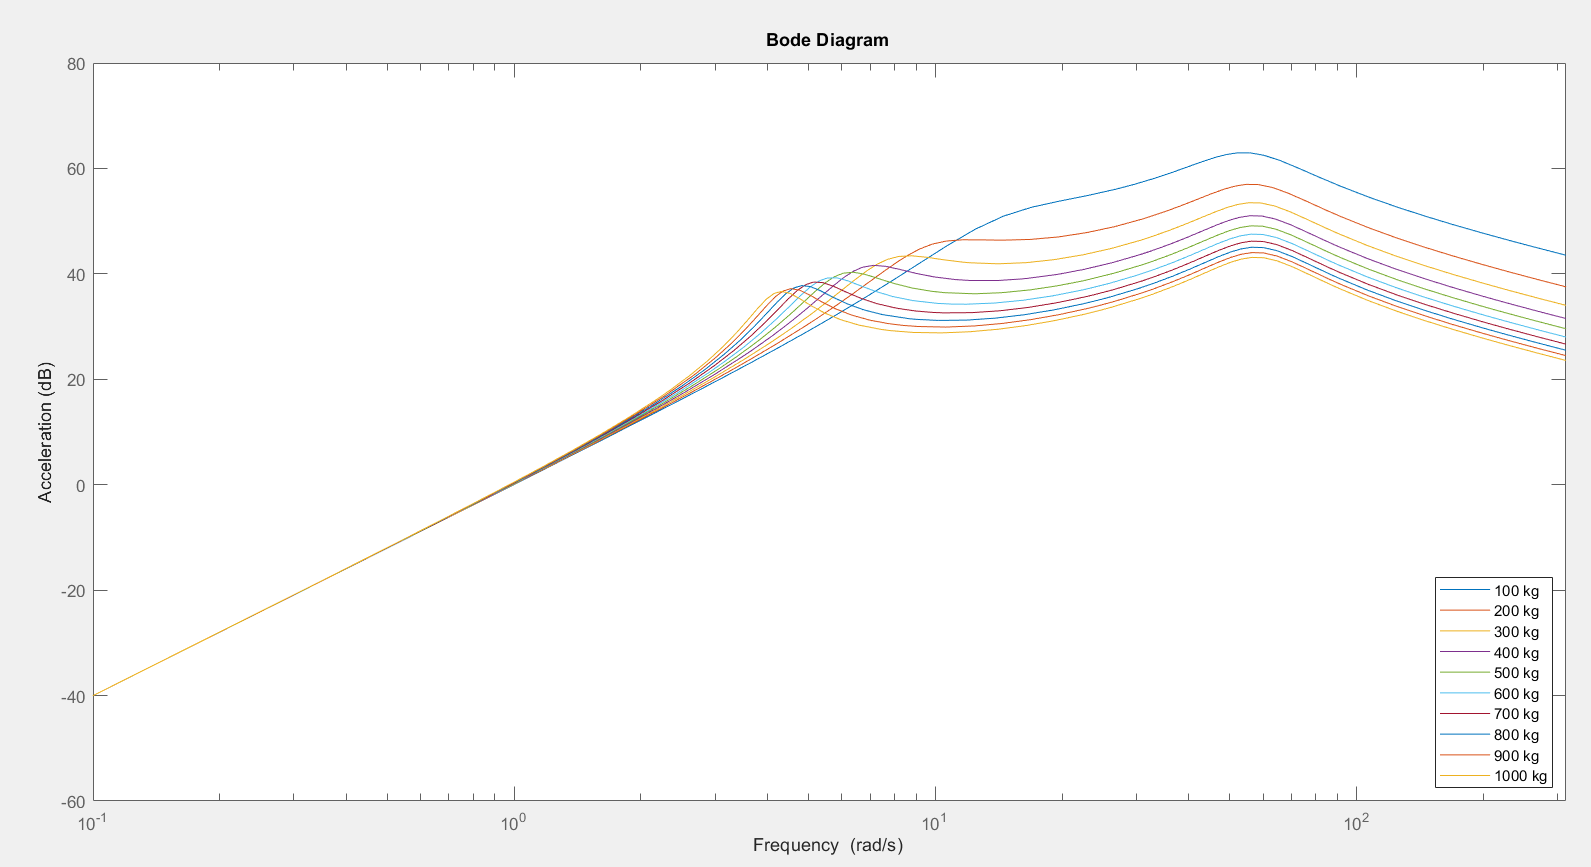 Bode Diagram
80
60
40
20
0
-20
-40
-60
Acceleration (dB)
10-1
100
101
102
Frequency (rad/s)
100 kg
200 kg
300 kg
400 kg
500 kg
600 kg
700 kg
800 kg
900 kg
1000 kg